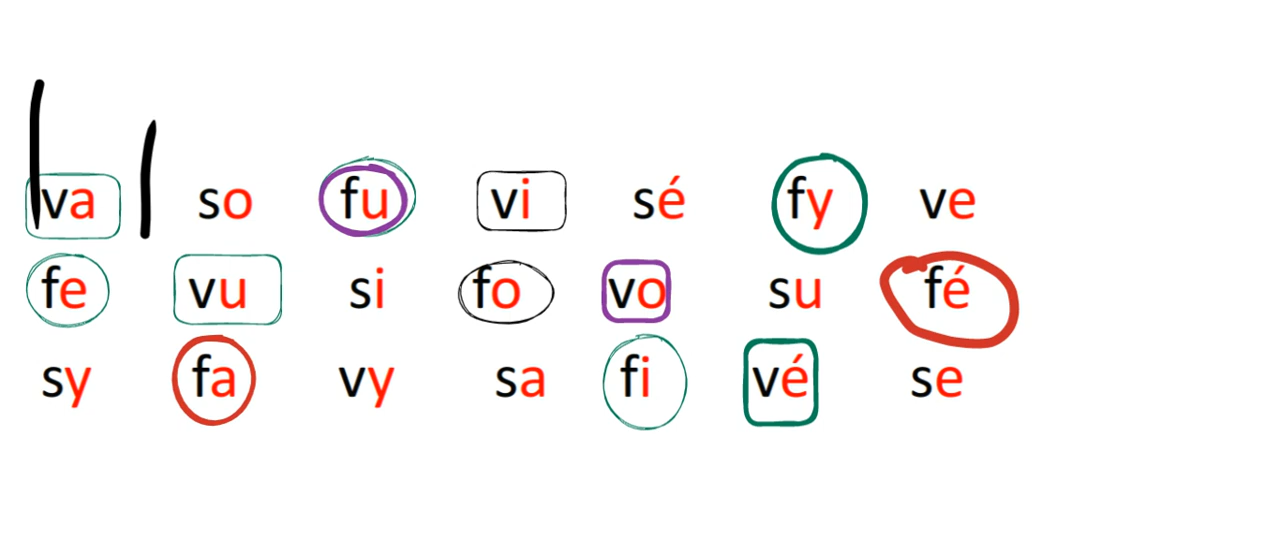 va so fu vi sé fy ve
fe vu si fo vo su fé
sy fa vy sa fi vé se